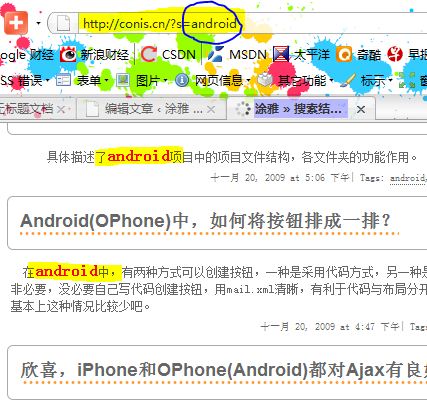 http://conis.cn/?s=android
ogle 财经 新浪财经 CSDN MSDN 太平洋 奇酷 早报
SS 错误 表单 图片 网页信息 其它功能 标示 窗
无标题文档 编辑文章 ‹ 涂雅 ... 涂雅 » 搜索结...
具体描述了android项目中的项目文件结构，各文件夹的功能作用。
十一月 20, 2009 at 5:06 下午| Tags: android,
Android(OPhone)中，如何将按钮排成一排？
在android中，有两种方式可以创建按钮，一种是采用代码方式，另一种是
非必要，没必要自己写代码创建按钮，用mail.xml清晰，有利于代码与布局分开
基本上这种情况比较少吧。
十一月 20, 2009 at 4:47 下午| Tags:
欣喜，iPhone和OPhone(Android)都对Ajax有良好